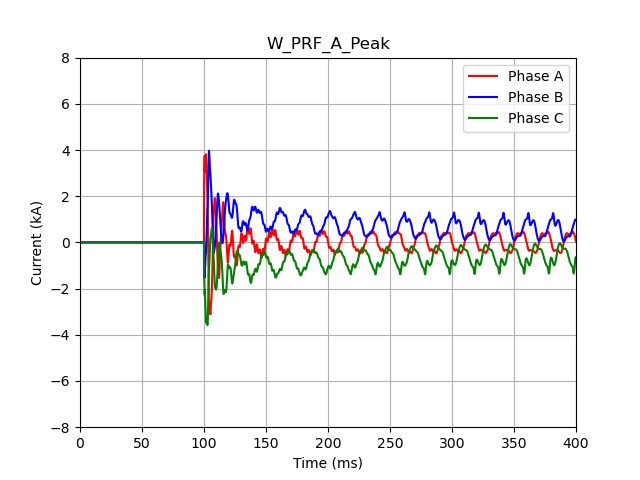 W_PRF_A_Peak
8
6
4
2
0
−2
−4
−6
−8
Current (kA)
Phase A
Phase B
Phase C
0 50 100 150 200 250 300 350 400
Time (ms)